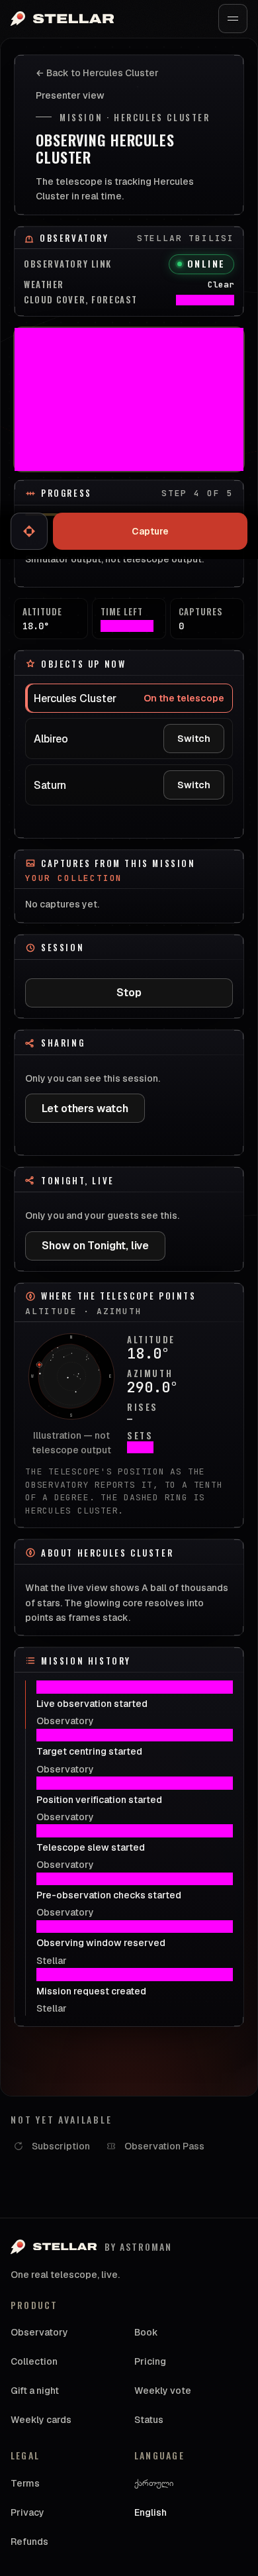 STELLAR
← Back to Hercules Cluster
Presenter view
MISSION · HERCULES CLUSTER
OBSERVING HERCULES
CLUSTER
The telescope is tracking Hercules
Cluster in real time.
OBSERVATORY
STELLAR TBILISI
OBSERVATORY LINK
ONLINE
WEATHER
Clear
CLOUD COVER, FORECAST
PROGRESS
STEP 4 OF 5
Capture
Simulator output, not telescope output.
ALTITUDE
18.0°
TIME LEFT
CAPTURES
0
OBJECTS UP NOW
Hercules Cluster
On the telescope
Albireo
Switch
Saturn
Switch
CAPTURES FROM THIS MISSION
YOUR COLLECTION
No captures yet.
SESSION
Stop
SHARING
Only you can see this session.
Let others watch
TONIGHT, LIVE
Only you and your guests see this.
Show on Tonight, live
WHERE THE TELESCOPE POINTS
ALTITUDE · AZIMUTH
ALTITUDE
18.0°
AZIMUTH
290.0°
RISES
—
SETS
Illustration — not
telescope output
THE TELESCOPE'S POSITION AS THE
OBSERVATORY REPORTS IT, TO A TENTH
OF A DEGREE. THE DASHED RING IS
HERCULES CLUSTER.
ABOUT HERCULES CLUSTER
What the live view shows A ball of thousands
of stars. The glowing core resolves into
points as frames stack.
MISSION HISTORY
Live observation started
Observatory
Target centring started
Observatory
Position verification started
Observatory
Telescope slew started
Observatory
Pre-observation checks started
Observatory
Observing window reserved
Stellar
Mission request created
Stellar
NOT YET AVAILABLE
Subscription
Observation Pass
STELLAR BY ASTROMAN
One real telescope, live.
PRODUCT
Observatory
Book
Collection
Pricing
Gift a night
Weekly vote
Weekly cards
Status
LEGAL
LANGUAGE
Terms
ქართული
Privacy
English
Refunds